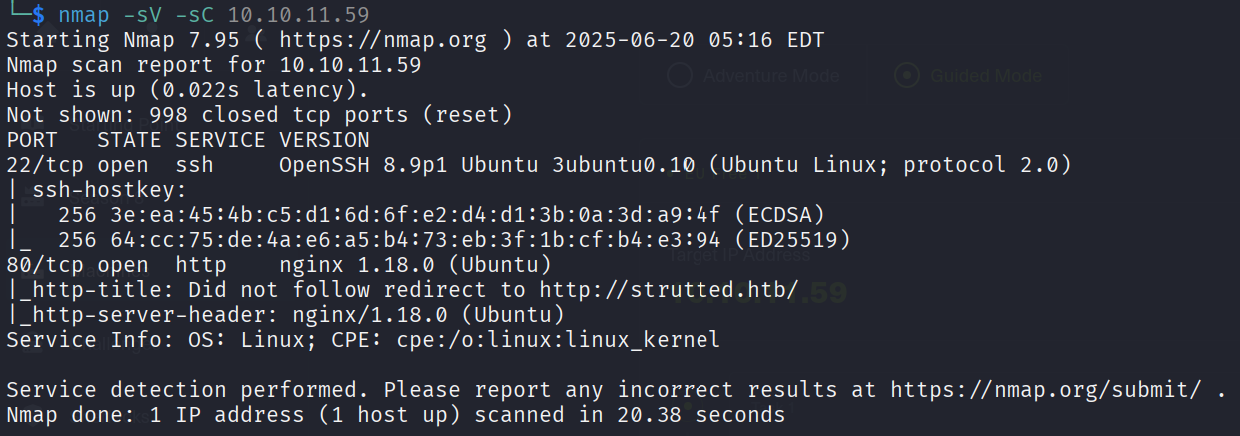 └─$ nmap -sV -sC 10.10.11.59
Starting Nmap 7.95 ( https://nmap.org ) at 2025-06-20 05:16 EDT
Nmap scan report for 10.10.11.59
Host is up (0.022s latency).
Adventure Mode Guided Mode
Not shown: 998 closed tcp ports (reset)
PORT   STATE SERVICE VERSION
22/tcp open  ssh     OpenSSH 8.9p1 Ubuntu 3ubuntu0.10 (Ubuntu Linux; protocol 2.0)
| ssh-hostkey:
|   256 3e:ea:45:4b:c5:d1:6d:6f:e2:d4:d1:3b:0a:3d:a9:4f (ECDSA)
|_  256 64:cc:75:de:4a:e6:a5:b4:73:eb:3f:1b:cf:b4:e3:94 (ED25519)
Target IP Address
80/tcp open  http    nginx 1.18.0 (Ubuntu)
|_http-title: Did not follow redirect to http://strutted.htb/
|_http-server-header: nginx/1.18.0 (Ubuntu)
Service Info: OS: Linux; CPE: cpe:/o:linux:linux_kernel
Service detection performed. Please report any incorrect results at https://nmap.org/submit/ .
Nmap done: 1 IP address (1 host up) scanned in 20.38 seconds